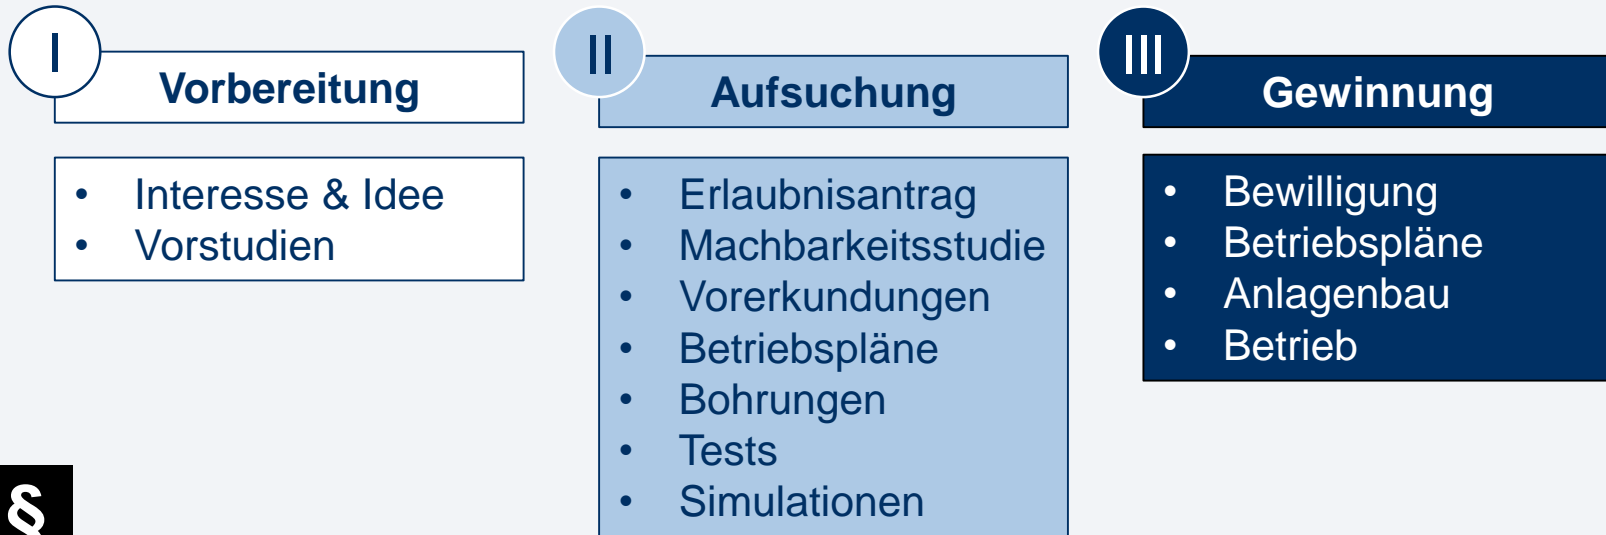 I
Vorbereitung
• Interesse & Idee
• Vorstudien
II
Aufsuchung
• Erlaubnisantrag
• Machbarkeitsstudie
• Vorerkundungen
• Betriebspläne
• Bohrungen
• Tests
• Simulationen
III
Gewinnung
• Bewilligung
• Betriebspläne
• Anlagenbau
• Betrieb
§